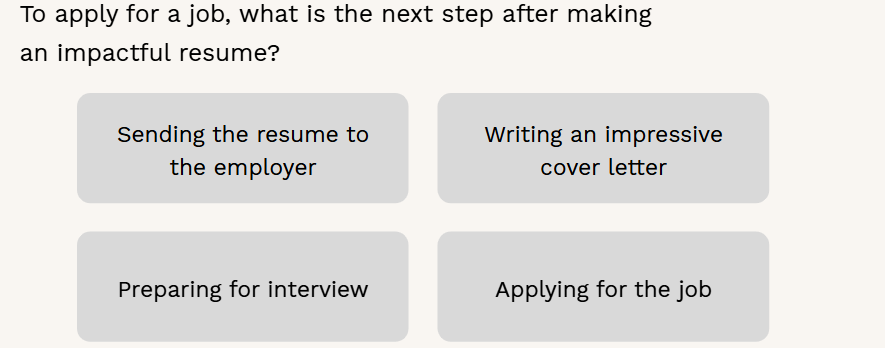 To apply for a job, what is the next step after making
an impactful resume?
Sending the resume to
the employer
Writing an impressive
cover letter
Preparing for interview
Applying for the job